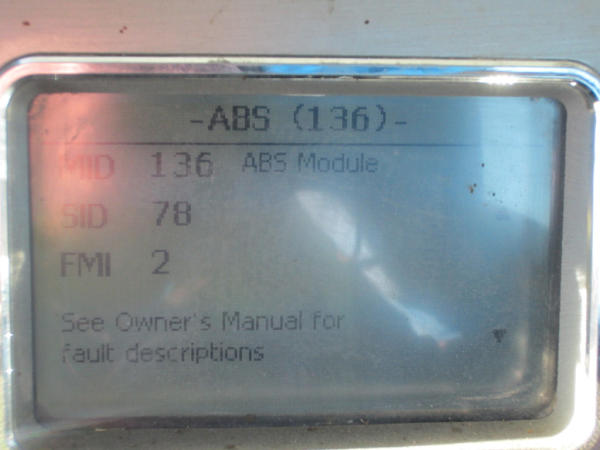 -ABS (136)-
MID 136 ABS Module
SID 78
FMI 2
See Owner's Manual for
fault descriptions